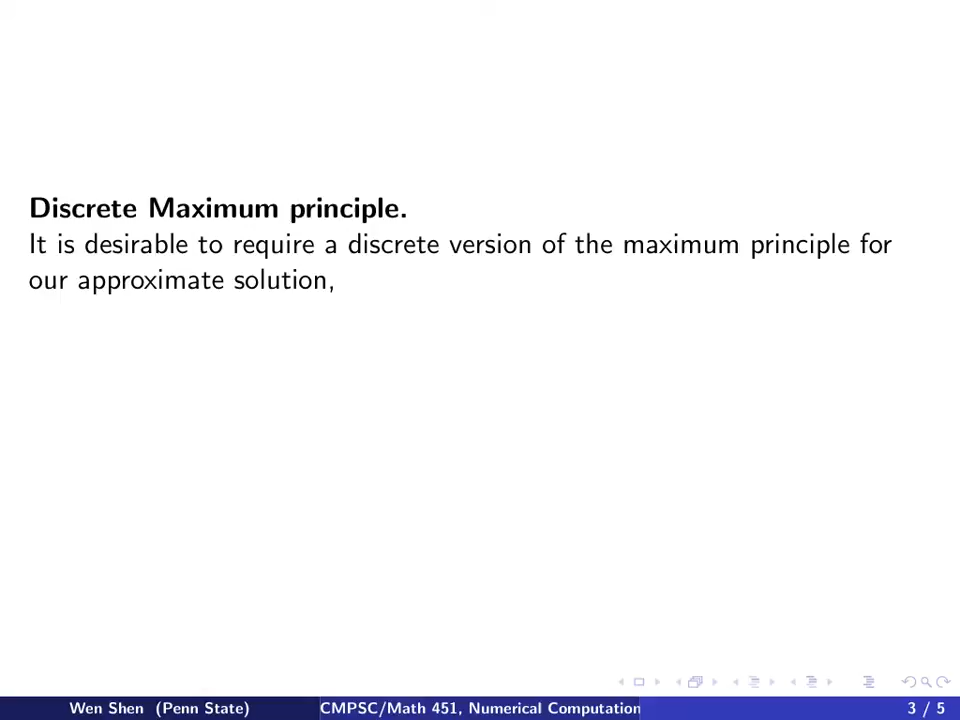 Discrete Maximum principle.
It is desirable to require a discrete version of the maximum principle for
our approximate solution,
Wen Shen (Penn State)
CMPSC/Math 451, Numerical Computation
3 / 5